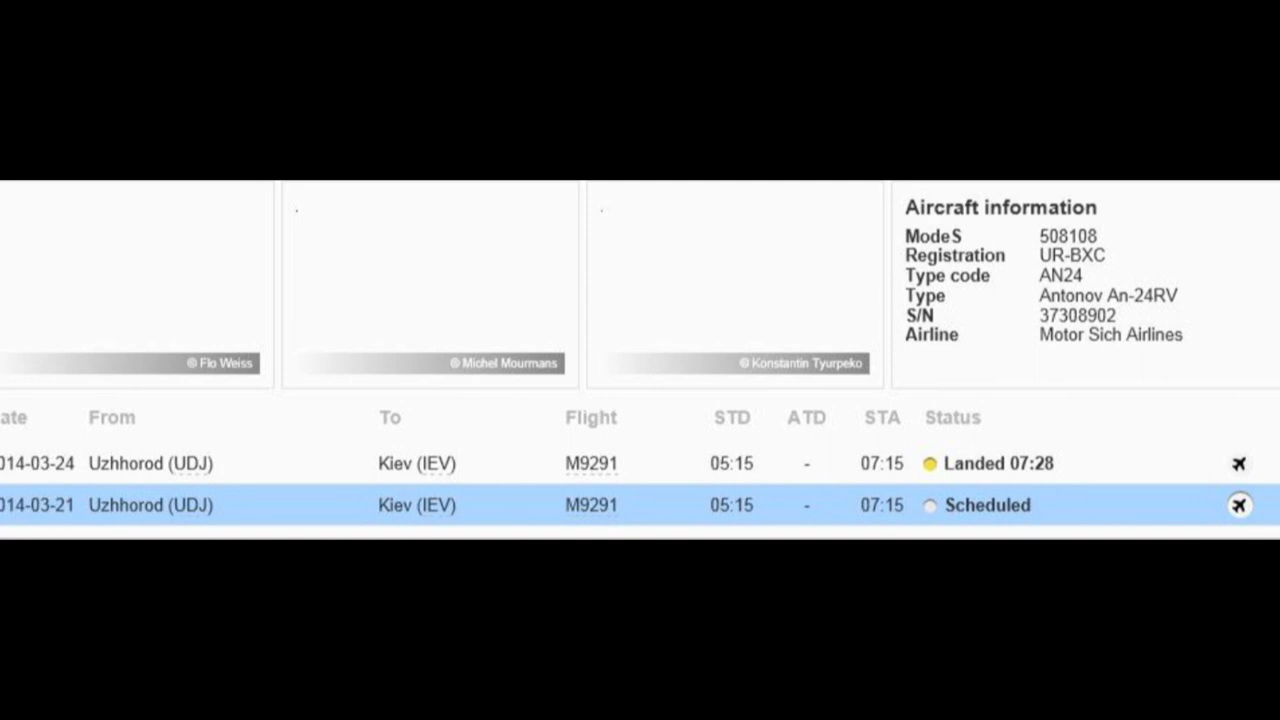 Aircraft information
Mode S 508108
Registration UR-BXC
Type code AN24
Type Antonov An-24RV
S/N 37308902
Airline Motor Sich Airlines
© Flo Weiss © Michel Mourmans © Konstantin Tyurpeko
ate From To Flight STD ATD STA Status
014-03-24 Uzhhorod (UDJ) Kiev (IEV) M9291 05:15 - 07:15 Landed 07:28
014-03-21 Uzhhorod (UDJ) Kiev (IEV) M9291 05:15 - 07:15 Scheduled